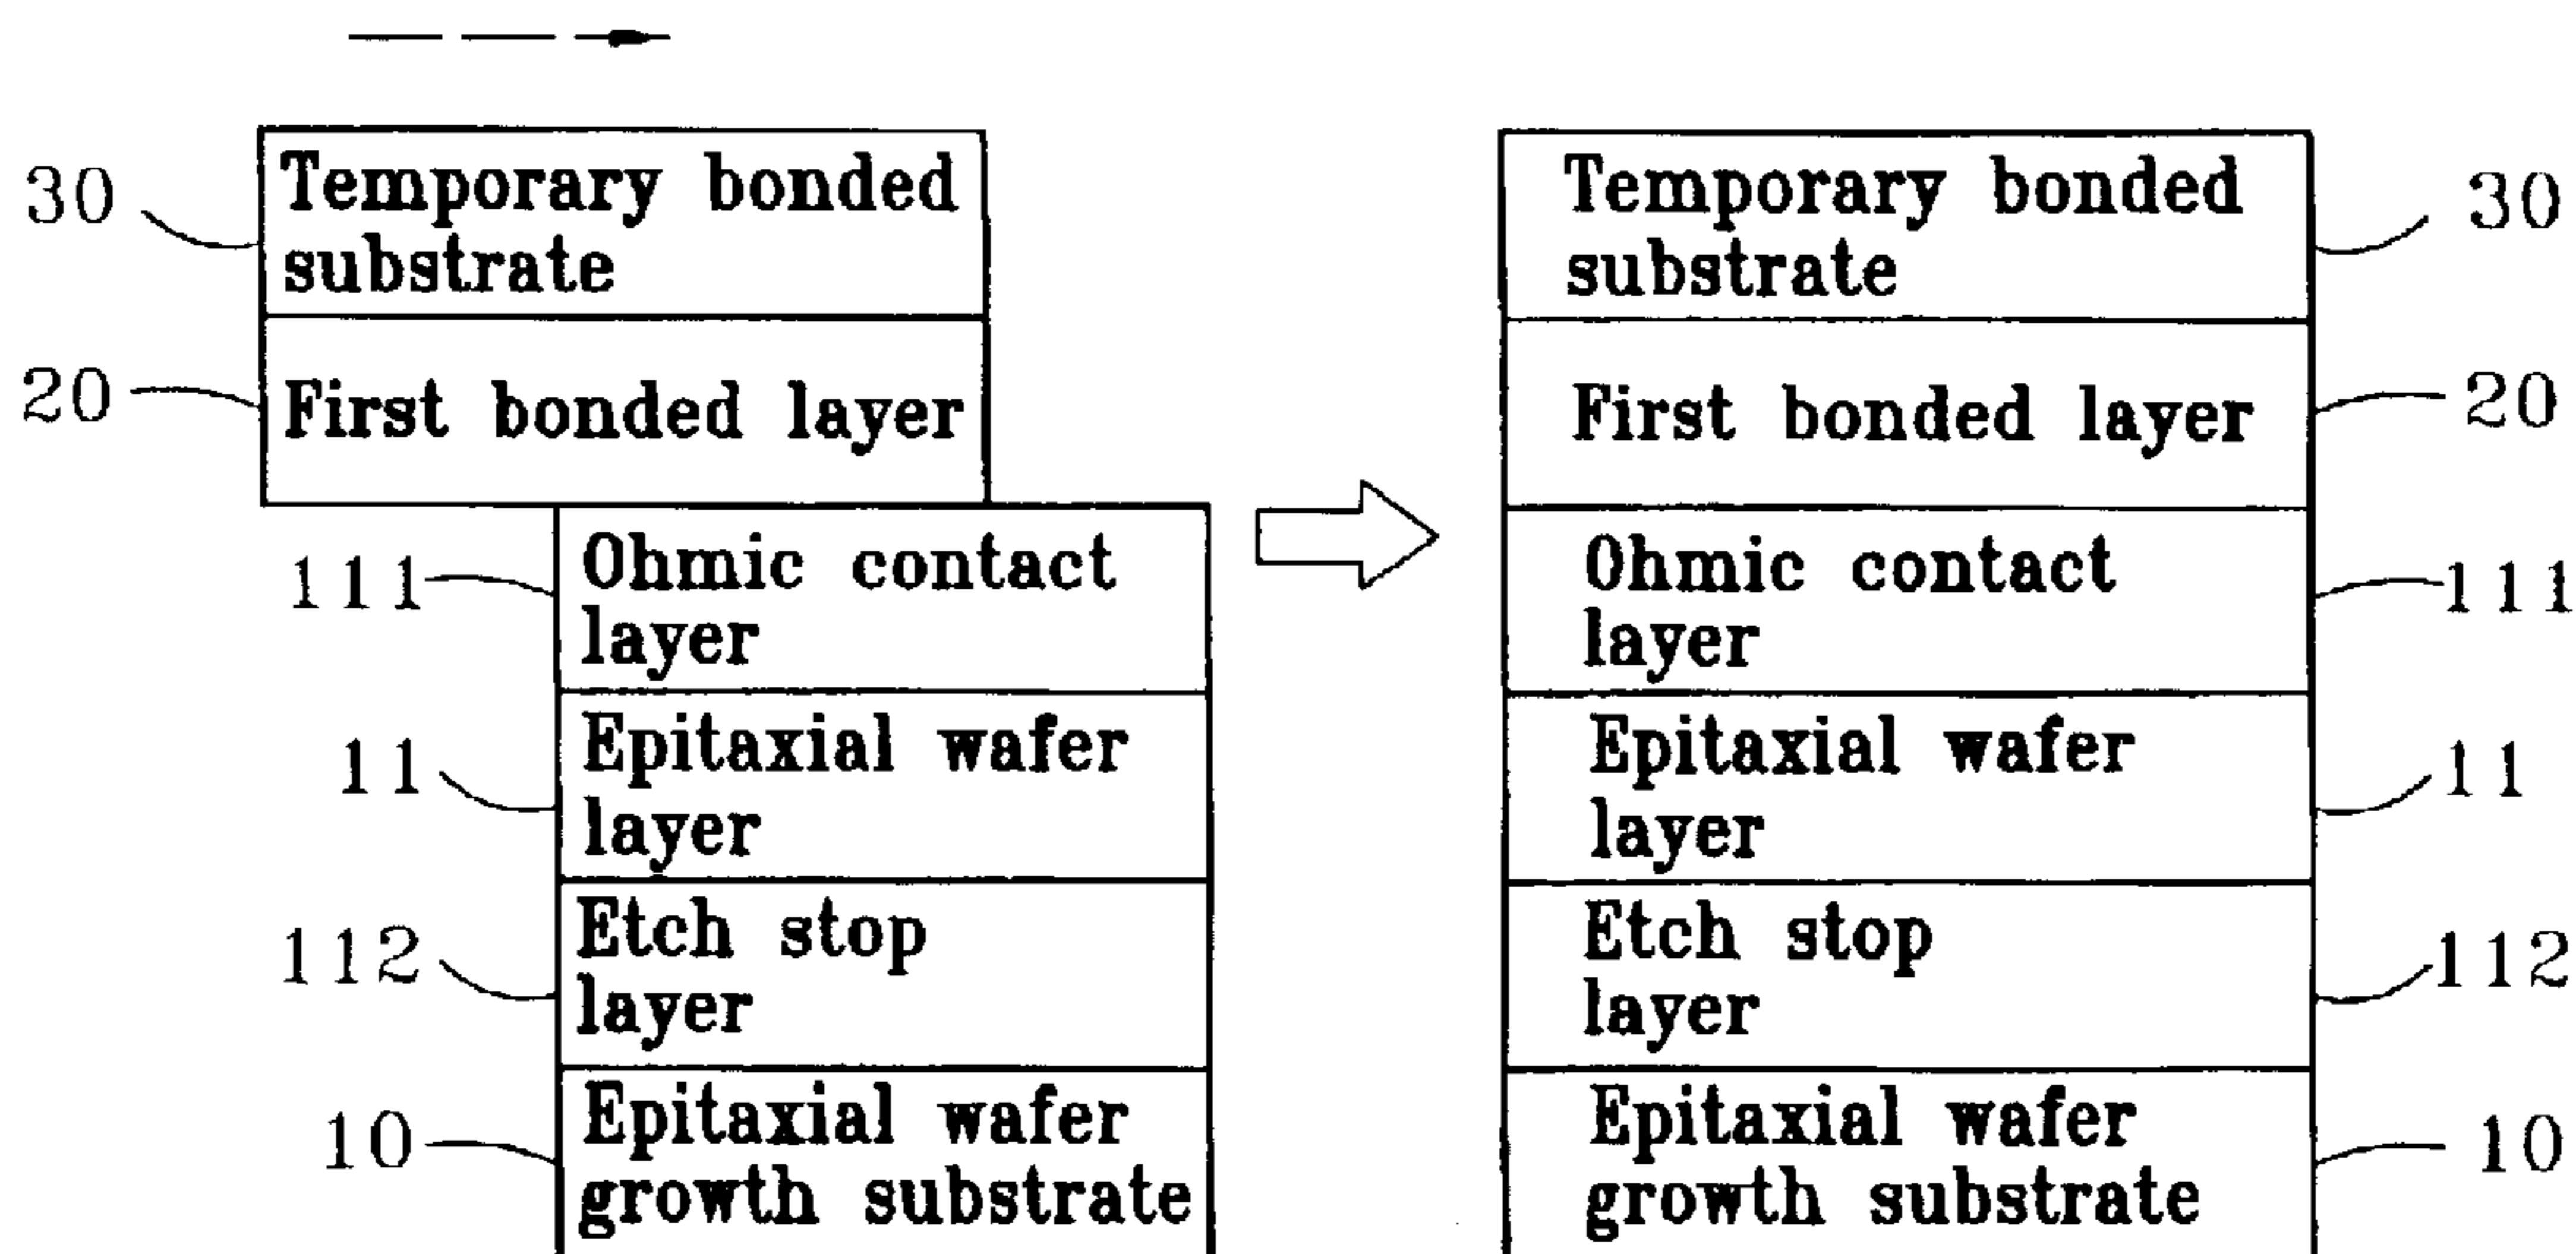 30
Temporary bonded
substrate
20
First bonded layer
111
Ohmic contact
layer
11
Epitaxial wafer
layer
112
Etch stop
layer
10
Epitaxial wafer
growth substrate
Temporary bonded
substrate
30
First bonded layer
20
Ohmic contact
layer
111
Epitaxial wafer
layer
11
Etch stop
layer
112
Epitaxial wafer
growth substrate
10